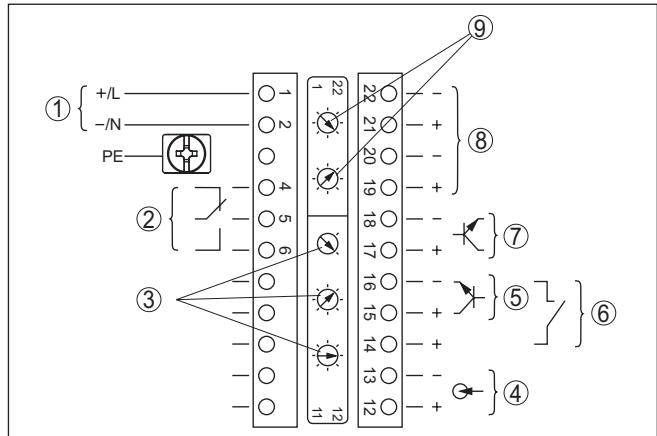 ⑨
① +/L 1 1 22 22 −
−/N 2 21 + ⑧
PE 20 −
4 19 +
② 5 18 − ⑦
6 17 +
③ 16 − ⑤ ⑥
15 +
14 +
13 − ④
11 12 12 +